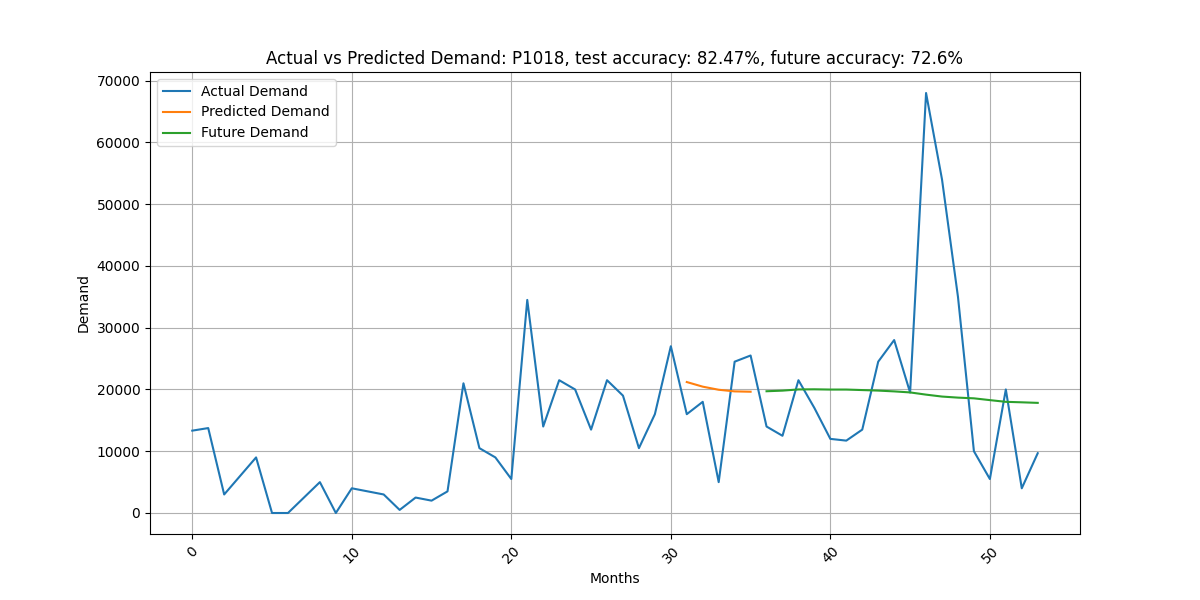 Actual vs Predicted Demand: P1018, test accuracy: 82.47%, future accuracy: 72.6%
Actual Demand
Predicted Demand
Future Demand
70000
60000
50000
40000
30000
20000
10000
0
Demand
0 10 20 30 40 50
Months